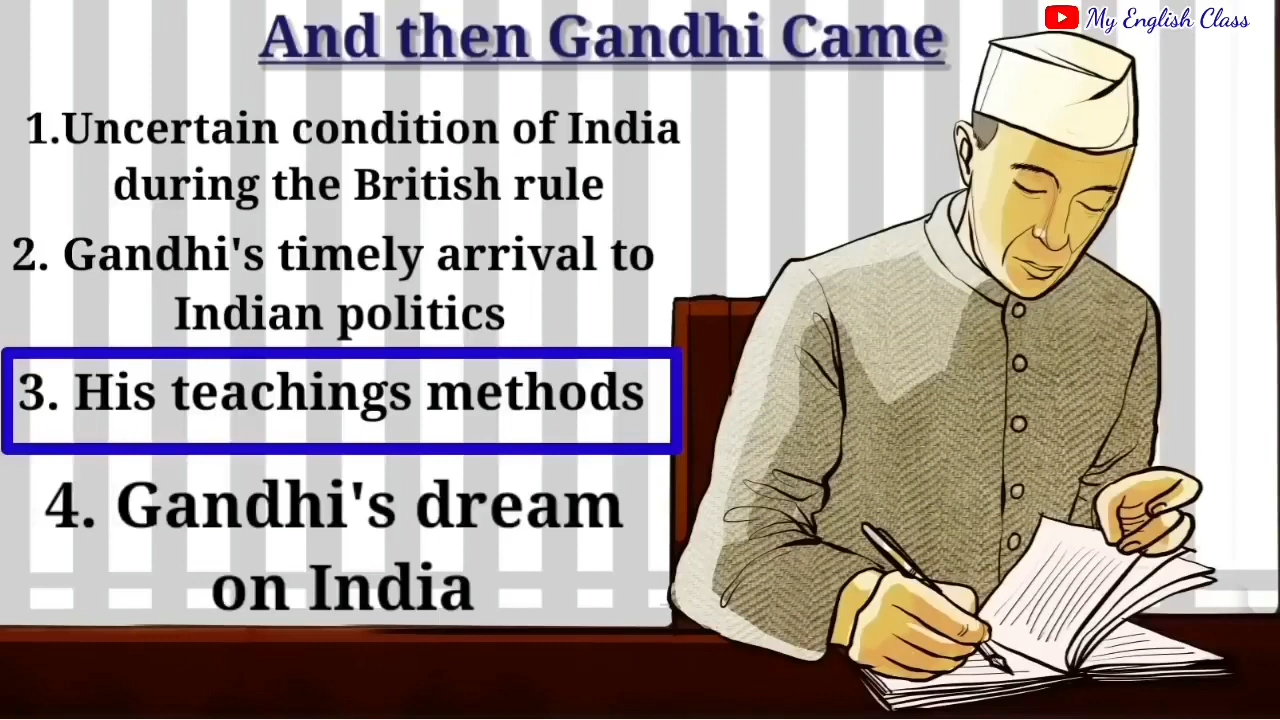 And then Gandhi Came
My English Class
1.Uncertain condition of India
during the British rule
2. Gandhi's timely arrival to
Indian politics
3. His teachings methods
4. Gandhi's dream
on India